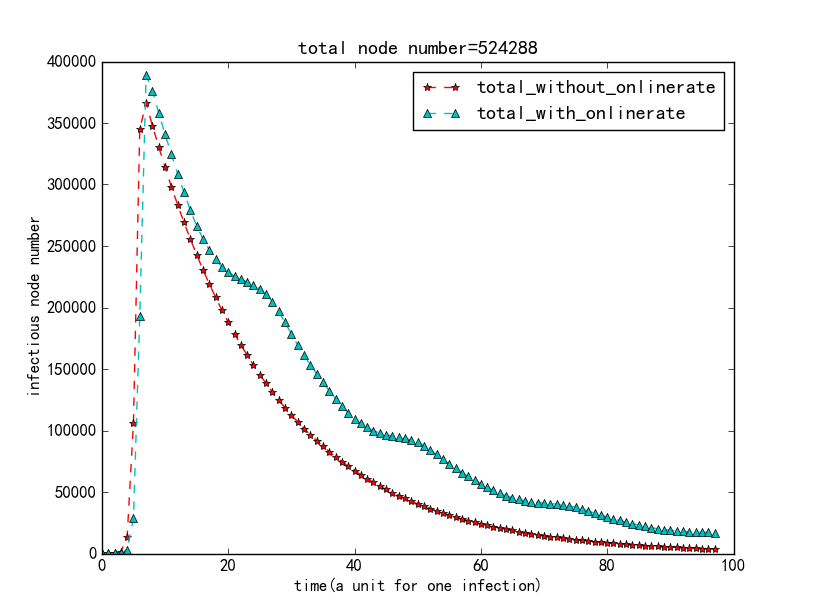 total node number=524288
400000
350000
300000
250000
200000
150000
100000
50000
0
infectious node number
total_without_onlinerate
total_with_onlinerate
0 20 40 60 80 100
time(a unit for one infection)